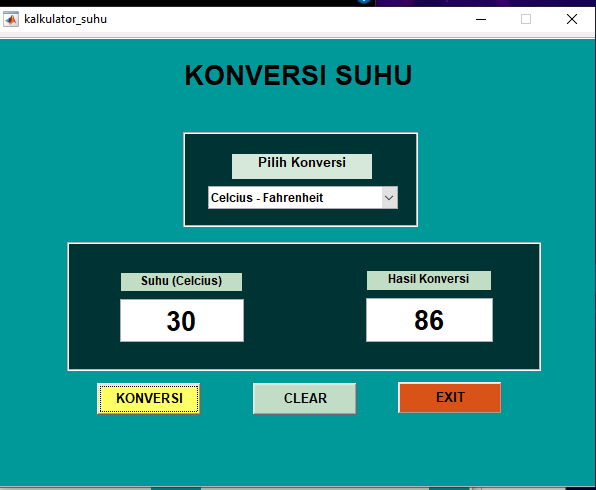 kalkulator_suhu
KONVERSI SUHU
Pilih Konversi
Celcius - Fahrenheit
Suhu (Celcius)
Hasil Konversi
30
86
KONVERSI
CLEAR
EXIT